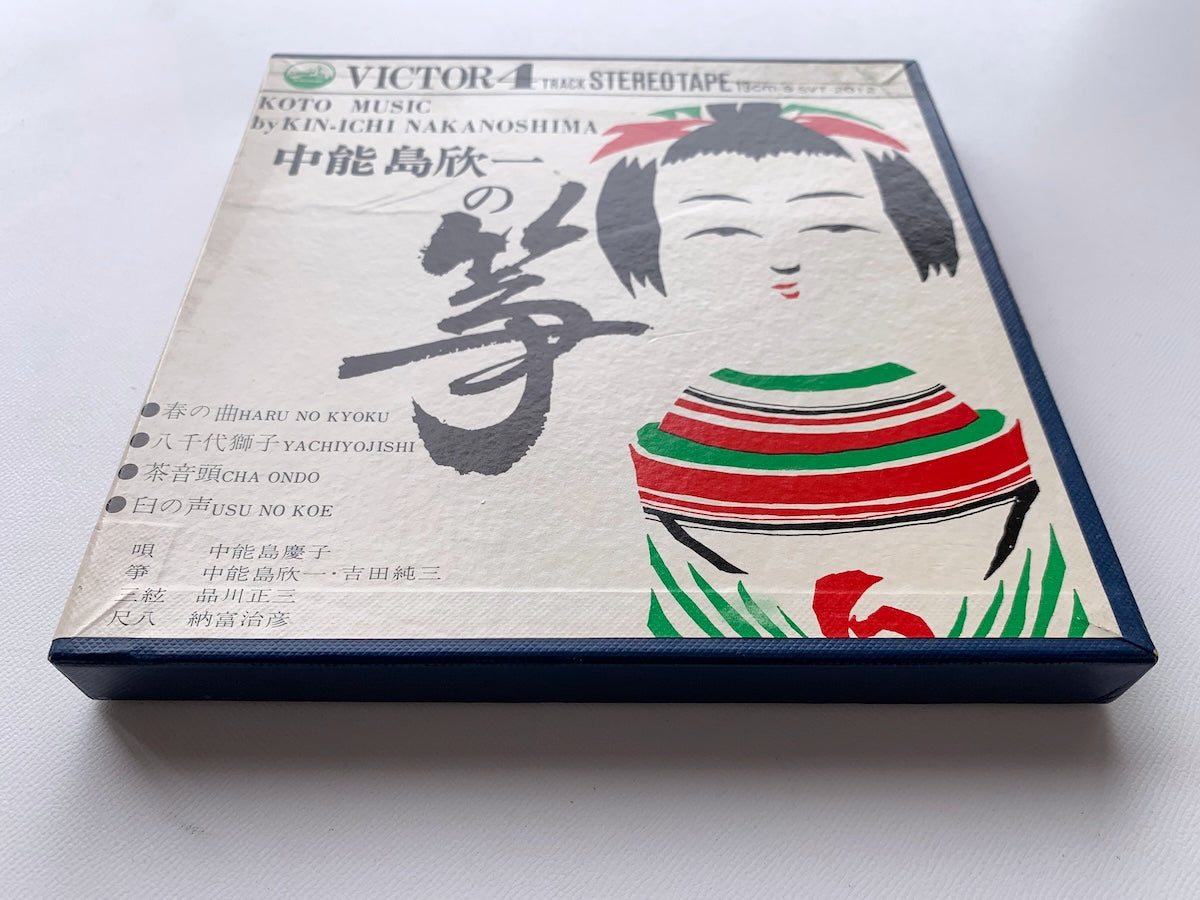 VICTOR 4 TRACK STEREO TAPE 19cm/S SVT-2012
KOTO MUSIC
by KIN-ICHI NAKANOSHIMA
中能島欣一
の
箏
●春の曲HARU NO KYOKU
●八千代獅子YACHIYOJISHI
●茶音頭CHA ONDO
●臼の声USU NO KOE
唄 中能島慶子
箏 中能島欣一・吉田純三
三絃 品川正三
尺八 納富治彦